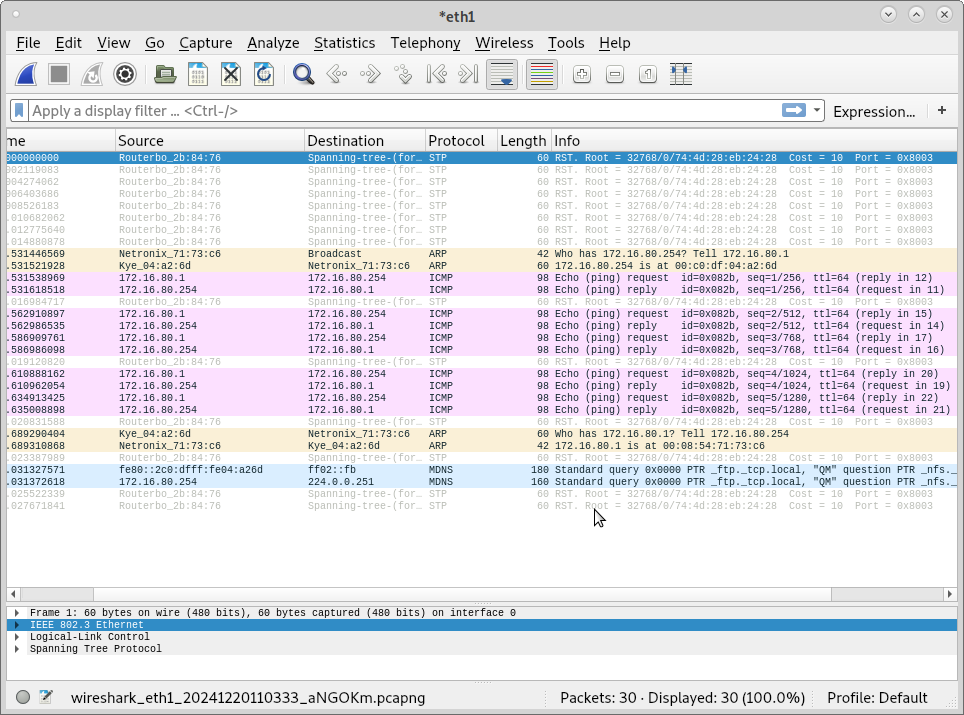 *eth1
File Edit View Go Capture Analyze Statistics Telephony Wireless Tools Help
Apply a display filter ... <Ctrl-/> Expression... +
me Source Destination Protocol Length Info
000000000 Routerbo_2b:84:76 Spanning-tree-(for… STP 60 RST. Root = 32768/0/74:4d:28:eb:24:28 Cost = 10 Port = 0x8003
002119083 Routerbo_2b:84:76 Spanning-tree-(for… STP 60 RST. Root = 32768/0/74:4d:28:eb:24:28 Cost = 10 Port = 0x8003
004274062 Routerbo_2b:84:76 Spanning-tree-(for… STP 60 RST. Root = 32768/0/74:4d:28:eb:24:28 Cost = 10 Port = 0x8003
006403686 Routerbo_2b:84:76 Spanning-tree-(for… STP 60 RST. Root = 32768/0/74:4d:28:eb:24:28 Cost = 10 Port = 0x8003
008526183 Routerbo_2b:84:76 Spanning-tree-(for… STP 60 RST. Root = 32768/0/74:4d:28:eb:24:28 Cost = 10 Port = 0x8003
.010682062 Routerbo_2b:84:76 Spanning-tree-(for… STP 60 RST. Root = 32768/0/74:4d:28:eb:24:28 Cost = 10 Port = 0x8003
.012775640 Routerbo_2b:84:76 Spanning-tree-(for… STP 60 RST. Root = 32768/0/74:4d:28:eb:24:28 Cost = 10 Port = 0x8003
.014880878 Routerbo_2b:84:76 Spanning-tree-(for… STP 60 RST. Root = 32768/0/74:4d:28:eb:24:28 Cost = 10 Port = 0x8003
.531446569 Netronix_71:73:c6 Broadcast ARP 42 Who has 172.16.80.254? Tell 172.16.80.1
.531521928 Kye_04:a2:6d Netronix_71:73:c6 ARP 60 172.16.80.254 is at 00:c0:df:04:a2:6d
.531538969 172.16.80.1 172.16.80.254 ICMP 98 Echo (ping) request id=0x082b, seq=1/256, ttl=64 (reply in 12)
.531618518 172.16.80.254 172.16.80.1 ICMP 98 Echo (ping) reply id=0x082b, seq=1/256, ttl=64 (request in 11)
.016984717 Routerbo_2b:84:76 Spanning-tree-(for… STP 60 RST. Root = 32768/0/74:4d:28:eb:24:28 Cost = 10 Port = 0x8003
.562910897 172.16.80.1 172.16.80.254 ICMP 98 Echo (ping) request id=0x082b, seq=2/512, ttl=64 (reply in 15)
.562986535 172.16.80.254 172.16.80.1 ICMP 98 Echo (ping) reply id=0x082b, seq=2/512, ttl=64 (request in 14)
.586909761 172.16.80.1 172.16.80.254 ICMP 98 Echo (ping) request id=0x082b, seq=3/768, ttl=64 (reply in 17)
.586986098 172.16.80.254 172.16.80.1 ICMP 98 Echo (ping) reply id=0x082b, seq=3/768, ttl=64 (request in 16)
.019120820 Routerbo_2b:84:76 Spanning-tree-(for… STP 60 RST. Root = 32768/0/74:4d:28:eb:24:28 Cost = 10 Port = 0x8003
.610888162 172.16.80.1 172.16.80.254 ICMP 98 Echo (ping) request id=0x082b, seq=4/1024, ttl=64 (reply in 20)
.610962054 172.16.80.254 172.16.80.1 ICMP 98 Echo (ping) reply id=0x082b, seq=4/1024, ttl=64 (request in 19)
.634913425 172.16.80.1 172.16.80.254 ICMP 98 Echo (ping) request id=0x082b, seq=5/1280, ttl=64 (reply in 22)
.635008898 172.16.80.254 172.16.80.1 ICMP 98 Echo (ping) reply id=0x082b, seq=5/1280, ttl=64 (request in 21)
.020831588 Routerbo_2b:84:76 Spanning-tree-(for… STP 60 RST. Root = 32768/0/74:4d:28:eb:24:28 Cost = 10 Port = 0x8003
.689290404 Kye_04:a2:6d Netronix_71:73:c6 ARP 60 Who has 172.16.80.1? Tell 172.16.80.254
.689310868 Netronix_71:73:c6 Kye_04:a2:6d ARP 42 172.16.80.1 is at 00:08:54:71:73:c6
.023387989 Routerbo_2b:84:76 Spanning-tree-(for… STP 60 RST. Root = 32768/0/74:4d:28:eb:24:28 Cost = 10 Port = 0x8003
.031327571 fe80::2c0:dfff:fe04:a26d ff02::fb MDNS 180 Standard query 0x0000 PTR _ftp._tcp.local, "QM" question PTR _nfs._
.031372618 172.16.80.254 224.0.0.251 MDNS 160 Standard query 0x0000 PTR _ftp._tcp.local, "QM" question PTR _nfs._
.025522339 Routerbo_2b:84:76 Spanning-tree-(for… STP 60 RST. Root = 32768/0/74:4d:28:eb:24:28 Cost = 10 Port = 0x8003
.027671841 Routerbo_2b:84:76 Spanning-tree-(for… STP 60 RST. Root = 32768/0/74:4d:28:eb:24:28 Cost = 10 Port = 0x8003
Frame 1: 60 bytes on wire (480 bits), 60 bytes captured (480 bits) on interface 0
IEEE 802.3 Ethernet
Logical-Link Control
Spanning Tree Protocol
wireshark_eth1_20241220110333_aNGOKm.pcapng Packets: 30 · Displayed: 30 (100.0%) Profile: Default